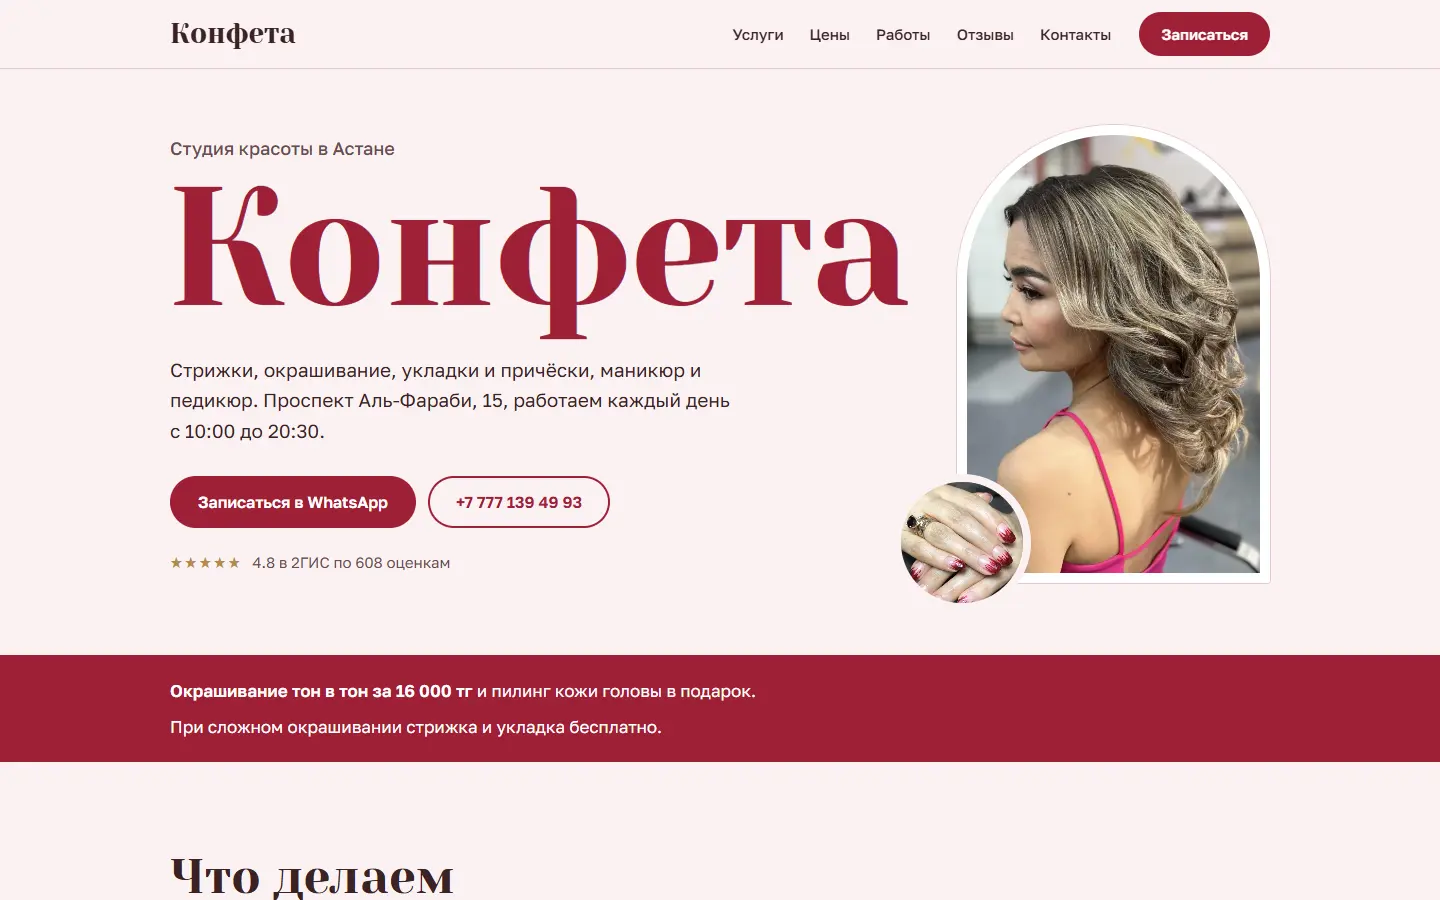 Конфета
Услуги
Цены
Работы
Отзывы
Контакты
Записаться
Студия красоты в Астане
Конфета
Стрижки, окрашивание, укладки и причёски, маникюр и
педикюр. Проспект Аль-Фараби, 15, работаем каждый день
с 10:00 до 20:30.
Записаться в WhatsApp
+7 777 139 49 93
★★★★★ 4.8 в 2ГИС по 608 оценкам
Окрашивание тон в тон за 16 000 тг и пилинг кожи головы в подарок.
При сложном окрашивании стрижка и укладка бесплатно.
Что делаем